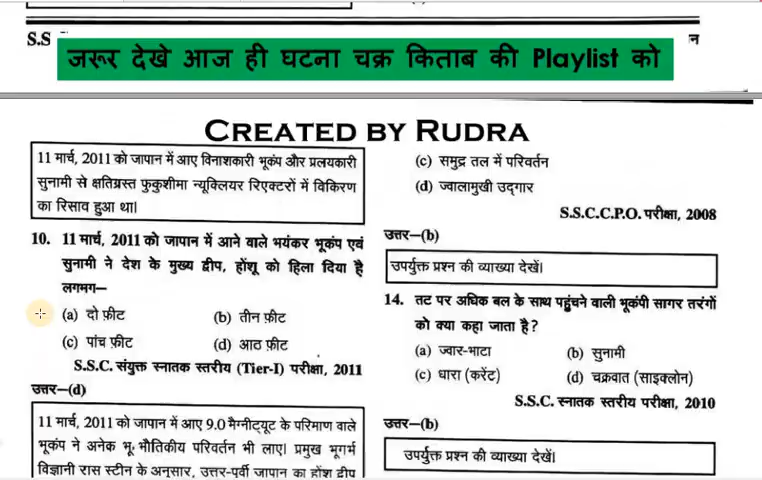 S.S
न
जरूर देखे आज ही घटना चक्र किताब की Playlist को
CREATED BY RUDRA
11 मार्च, 2011 को जापान में आए विनाशकारी भूकंप और प्रलयकारी
सुनामी से क्षतिग्रस्त फुकुशीमा न्यूक्लियर रिएक्टरों में विकिरण
का रिसाव हुआ था।
10. 11 मार्च, 2011 को जापान में आने वाले भयंकर भूकंप एवं
सुनामी ने देश के मुख्य द्वीप, होंशू को हिला दिया है
लगभग—
(a) दो फ़ीट (b) तीन फ़ीट
(c) पांच फ़ीट (d) आठ फ़ीट
S.S.C. संयुक्त स्नातक स्तरीय (Tier-I) परीक्षा, 2011
उत्तर—(d)
11 मार्च, 2011 को जापान में आए 9.0 मैग्नीट्यूट के परिमाण वाले
भूकंप ने अनेक भू-भौतिकीय परिवर्तन भी लाए। प्रमुख भूगर्भ
विज्ञानी रास स्टीन के अनुसार, उत्तर-पूर्वी जापान का होंशू द्वीप
(c) समुद्र तल में परिवर्तन
(d) ज्वालामुखी उद्गार
S.S.C.C.P.O. परीक्षा, 2008
उत्तर—(b)
उपर्युक्त प्रश्न की व्याख्या देखें।
14. तट पर अधिक बल के साथ पहुंचने वाली भूकंपी सागर तरंगों
को क्या कहा जाता है?
(a) ज्वार-भाटा (b) सुनामी
(c) धारा (करेंट) (d) चक्रवात (साइक्लोन)
S.S.C. स्नातक स्तरीय परीक्षा, 2010
उत्तर—(b)
उपर्युक्त प्रश्न की व्याख्या देखें।